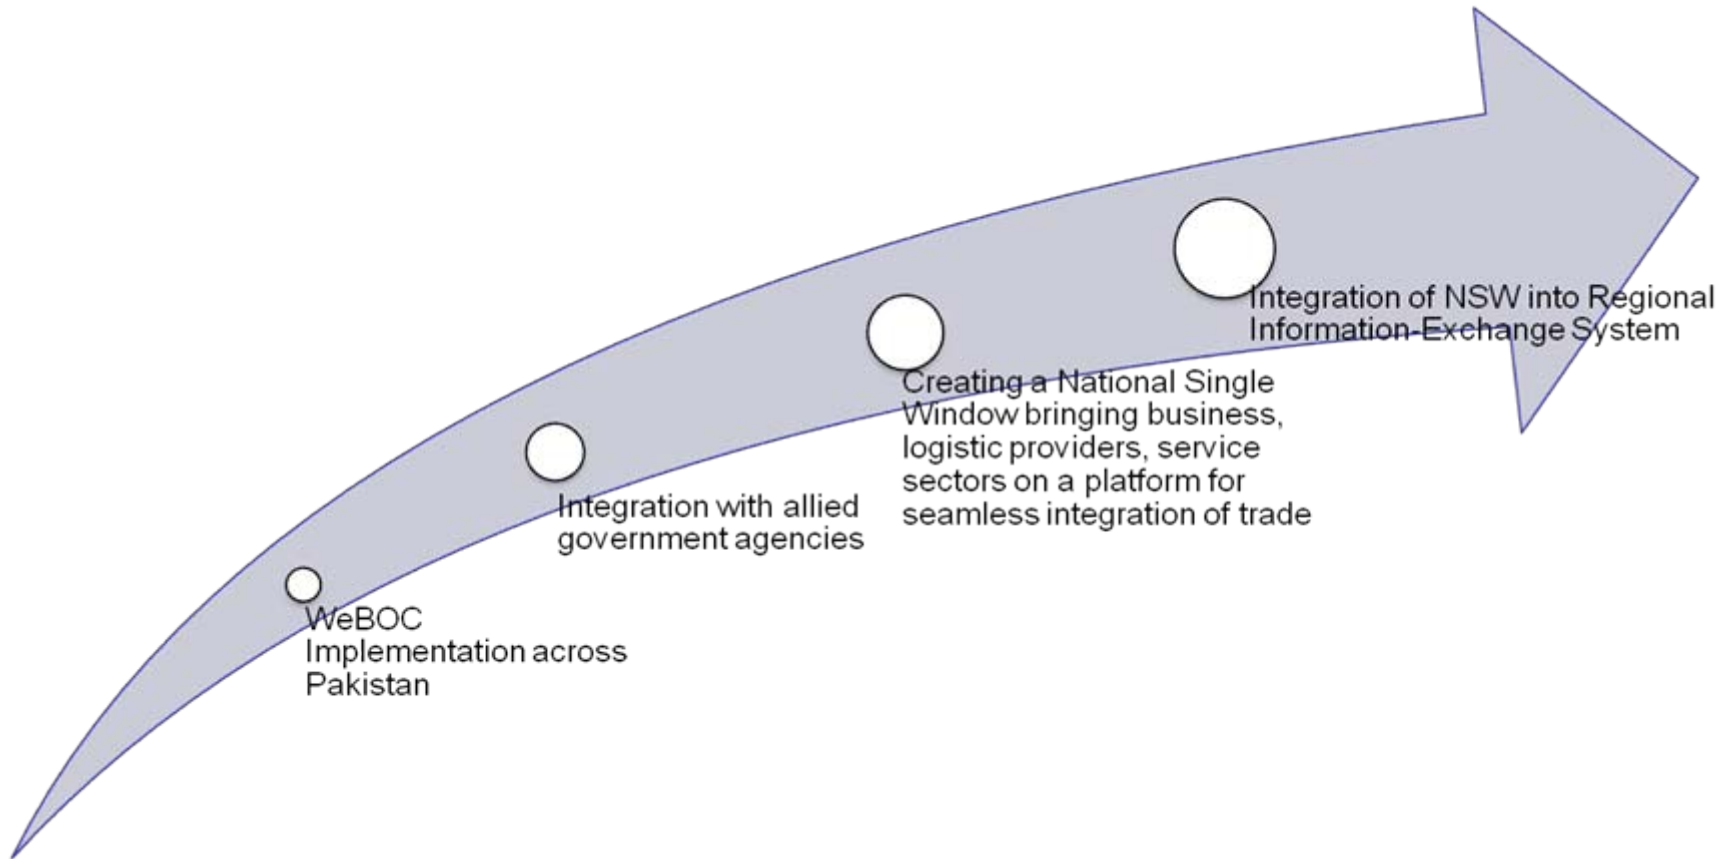 WeBOC
Implementation across
Pakistan
Integration with allied
government agencies
Creating a National Single
Window bringing business,
logistic providers, service
sectors on a platform for
seamless integration of trade
Integration of NSW into Regional
Information-Exchange System